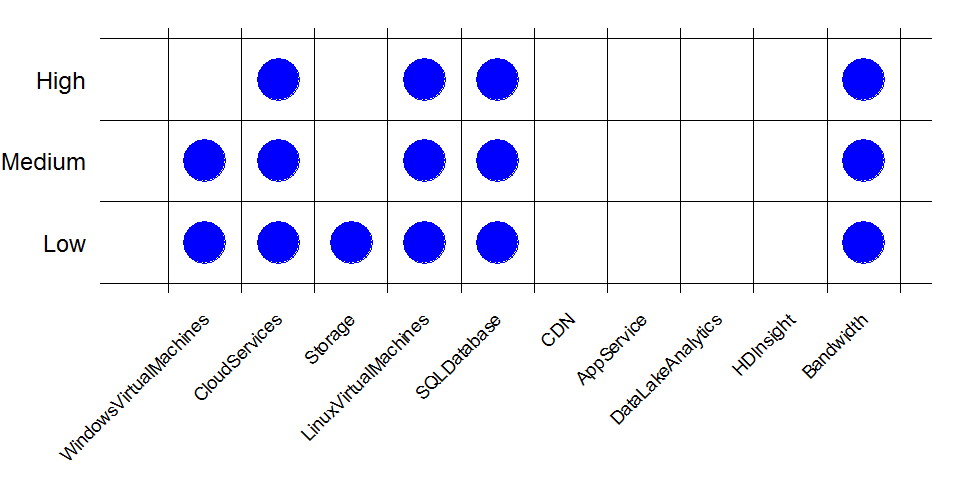 High
Medium
Low
WindowsVirtualMachines
CloudServices
Storage
LinuxVirtualMachines
SQLDatabase
CDN
AppService
DataLakeAnalytics
HDInsight
Bandwidth